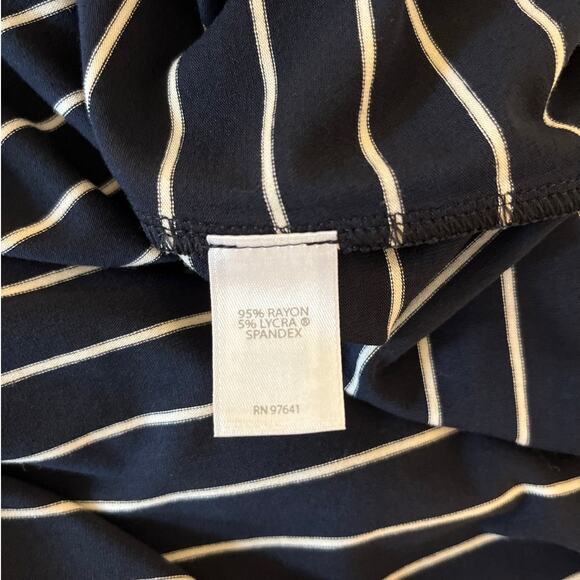 95% RAYON
5% LYCRA ®
SPANDEX
RN 97641